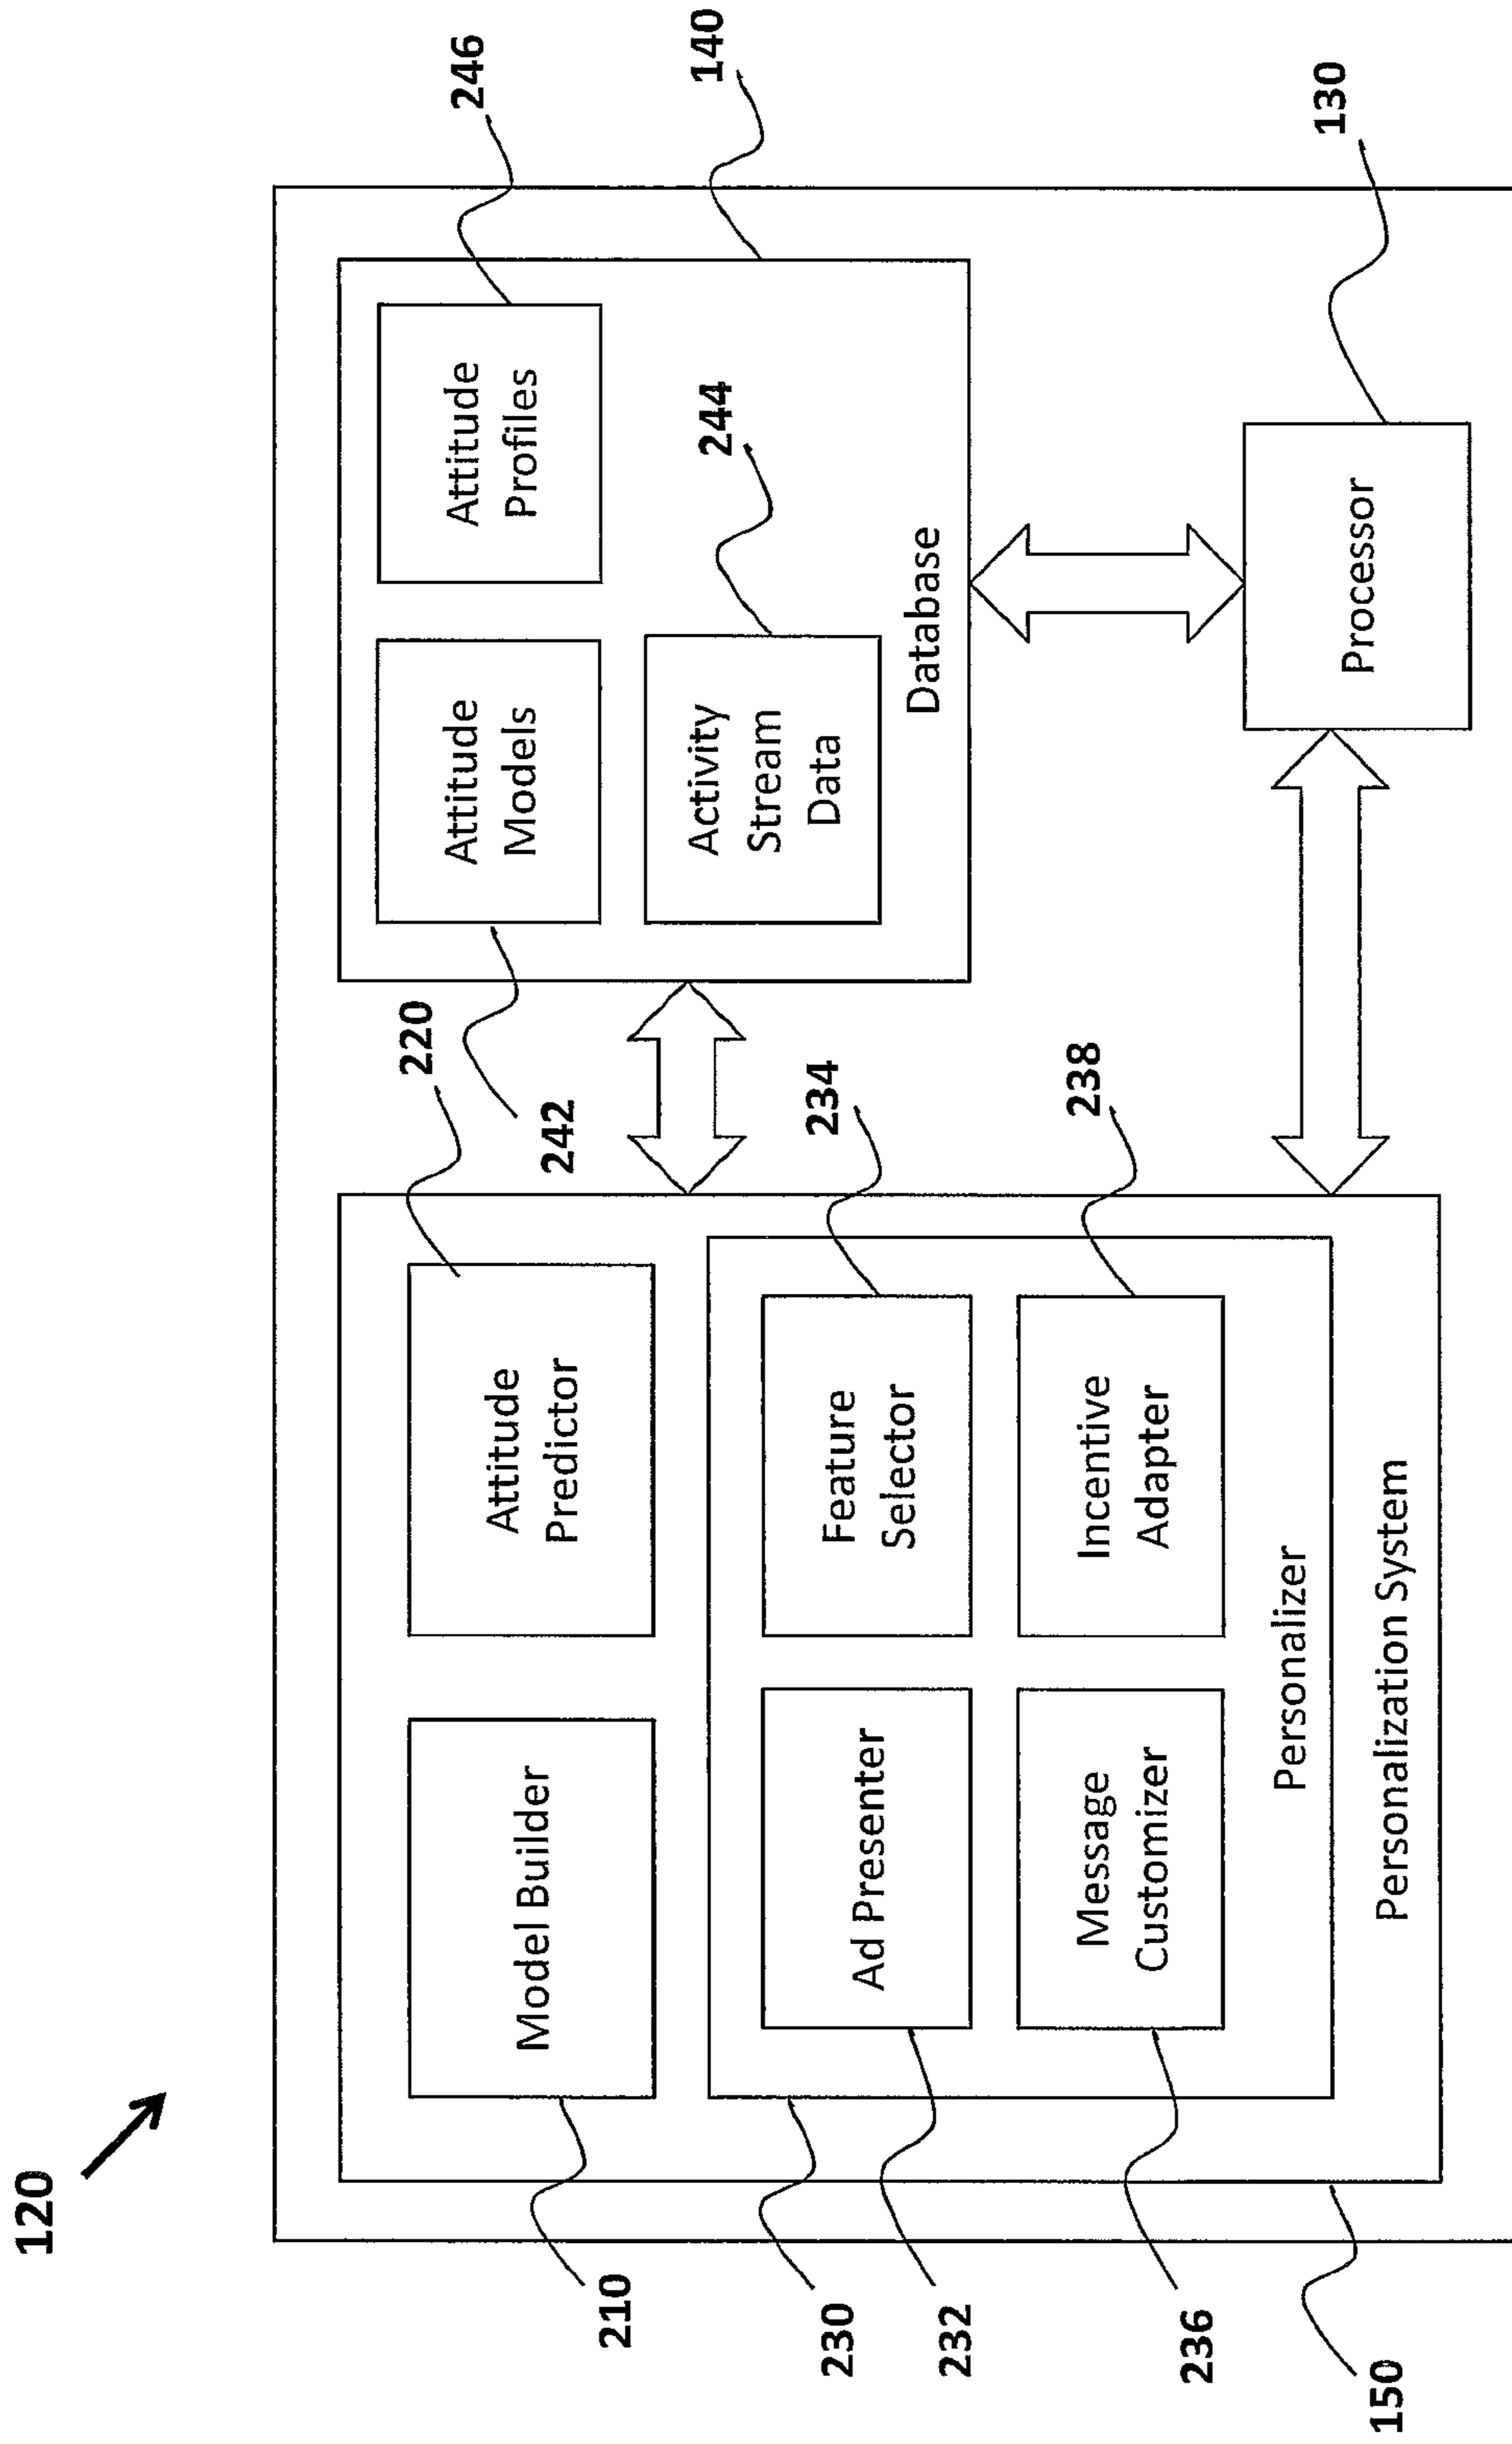 120
246
140
220
242
Attitude
Models
Attitude
Profiles
244
Activity
Stream
Data
Database
210
Model Builder
Attitude
Predictor
230
232
Ad Presenter
234
Feature
Selector
236
Message
Customizer
238
Incentive
Adapter
Personalizer
Personalization System
150
Processor
130